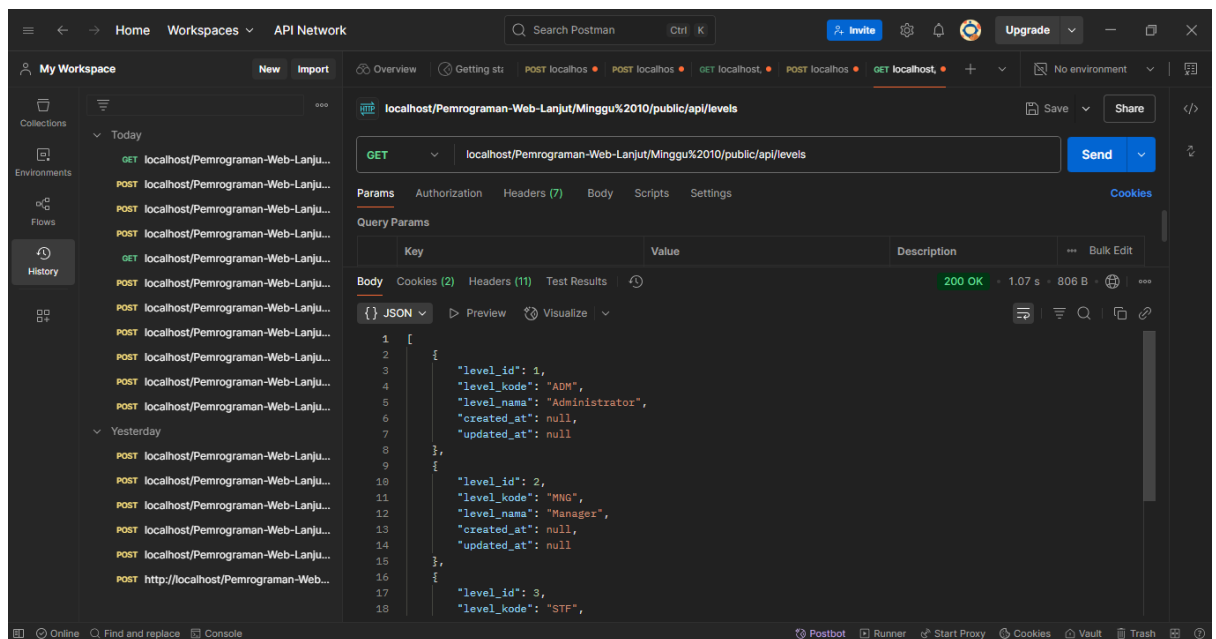 Home Workspaces API Network Search Postman Ctrl K Invite Upgrade
My Workspace New Import Overview Getting sta POST localhos POST localhos GET localhost, POST localhos GET localhost, No environment
Collections
Environments
Flows
History
Today
GET localhost/Pemrograman-Web-Lanju...
POST localhost/Pemrograman-Web-Lanju...
POST localhost/Pemrograman-Web-Lanju...
POST localhost/Pemrograman-Web-Lanju...
GET localhost/Pemrograman-Web-Lanju...
POST localhost/Pemrograman-Web-Lanju...
POST localhost/Pemrograman-Web-Lanju...
POST localhost/Pemrograman-Web-Lanju...
POST localhost/Pemrograman-Web-Lanju...
POST localhost/Pemrograman-Web-Lanju...
POST localhost/Pemrograman-Web-Lanju...
Yesterday
POST localhost/Pemrograman-Web-Lanju...
POST localhost/Pemrograman-Web-Lanju...
POST localhost/Pemrograman-Web-Lanju...
POST localhost/Pemrograman-Web-Lanju...
POST localhost/Pemrograman-Web-Lanju...
POST http://localhost/Pemrograman-Web...
HTTP localhost/Pemrograman-Web-Lanjut/Minggu%2010/public/api/levels Save Share
GET localhost/Pemrograman-Web-Lanjut/Minggu%2010/public/api/levels Send
Params Authorization Headers (7) Body Scripts Settings Cookies
Query Params
Key Value Description Bulk Edit
Body Cookies (2) Headers (11) Test Results 200 OK 1.07 s 806 B
{} JSON Preview Visualize
1 [
2 {
3 "level_id": 1,
4 "level_kode": "ADM",
5 "level_nama": "Administrator",
6 "created_at": null,
7 "updated_at": null
8 },
9 {
10 "level_id": 2,
11 "level_kode": "MNG",
12 "level_nama": "Manager",
13 "created_at": null,
14 "updated_at": null
15 },
16 {
17 "level_id": 3,
18 "level_kode": "STF",
Online Find and replace Console Postbot Runner Start Proxy Cookies Vault Trash